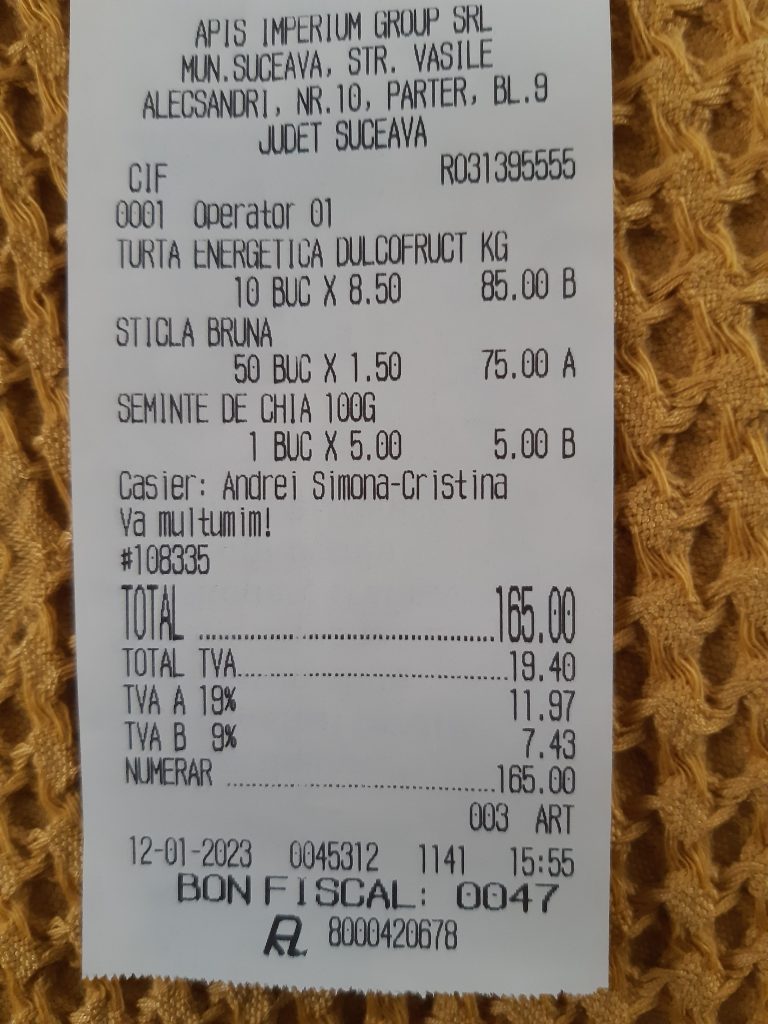 APIS IMPERIUM GROUP SRL
MUN.SUCEAVA, STR. VASILE
ALECSANDRI, NR.10, PARTER, BL.9
JUDET SUCEAVA
CIF RO31395555
0001 Operator 01
TURTA ENERGETICA DULCOFRUCT KG
10 BUC X 8.50 85.00 B
STICLA BRUNA
50 BUC X 1.50 75.00 A
SEMINTE DE CHIA 100G
1 BUC X 5.00 5.00 B
Casier: Andrei Simona-Cristina
Va multumim!
#108335
TOTAL ........................................ 165.00
TOTAL TVA.................................... 19.40
TVA A 19% 11.97
TVA B 9% 7.43
NUMERAR .................................... 165.00
003 ART
12-01-2023 0045312 1141 15:55
BON FISCAL: 0047
8000420678